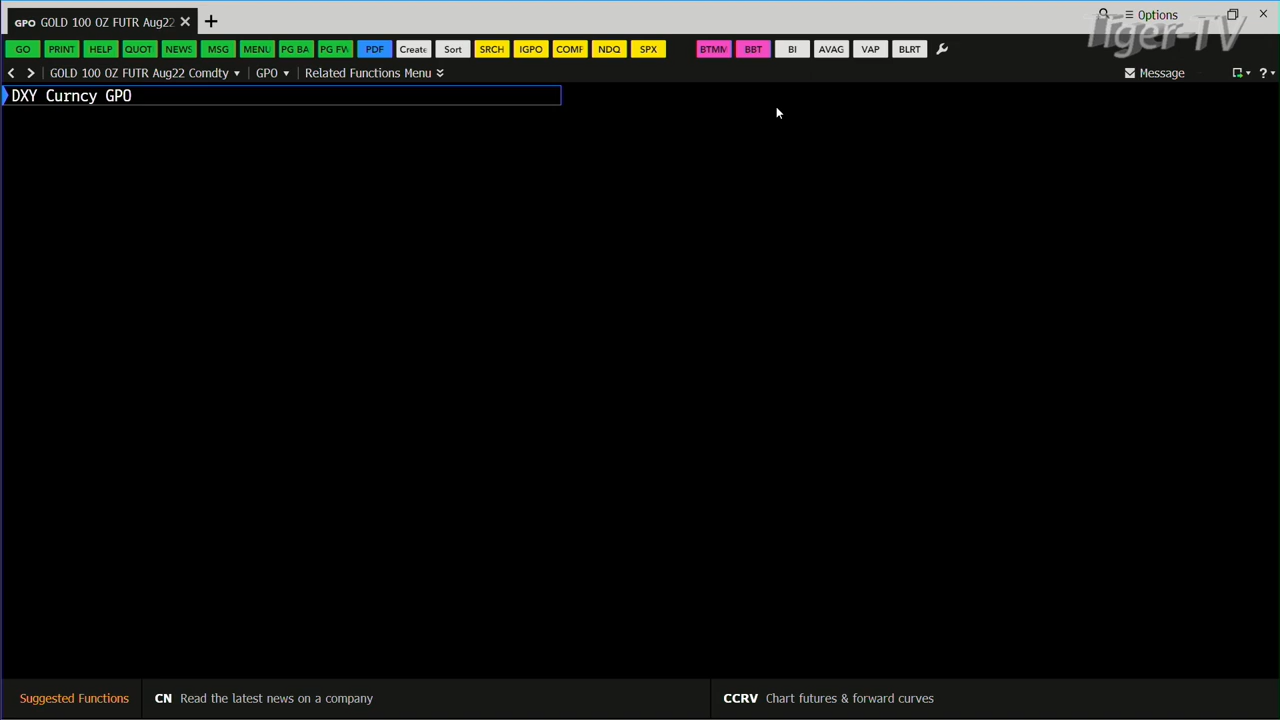 GPO GOLD 100 OZ FUTR Aug22
Options
Tiger-TV
GO PRINT HELP QUOT NEWS MSG MENU PG BA PG FW PDF Create Sort SRCH IGPO COMF NDQ SPX BTMM BBT BI AVAG VAP BLRT
GOLD 100 OZ FUTR Aug22 Comdty GPO Related Functions Menu Message ?
DXY Curncy GPO
Suggested Functions CN Read the latest news on a company CCRV Chart futures & forward curves